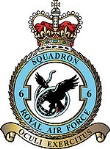 SQUADRON
6 6
ROYAL AIR FORCE
OCULI EXERCITUS